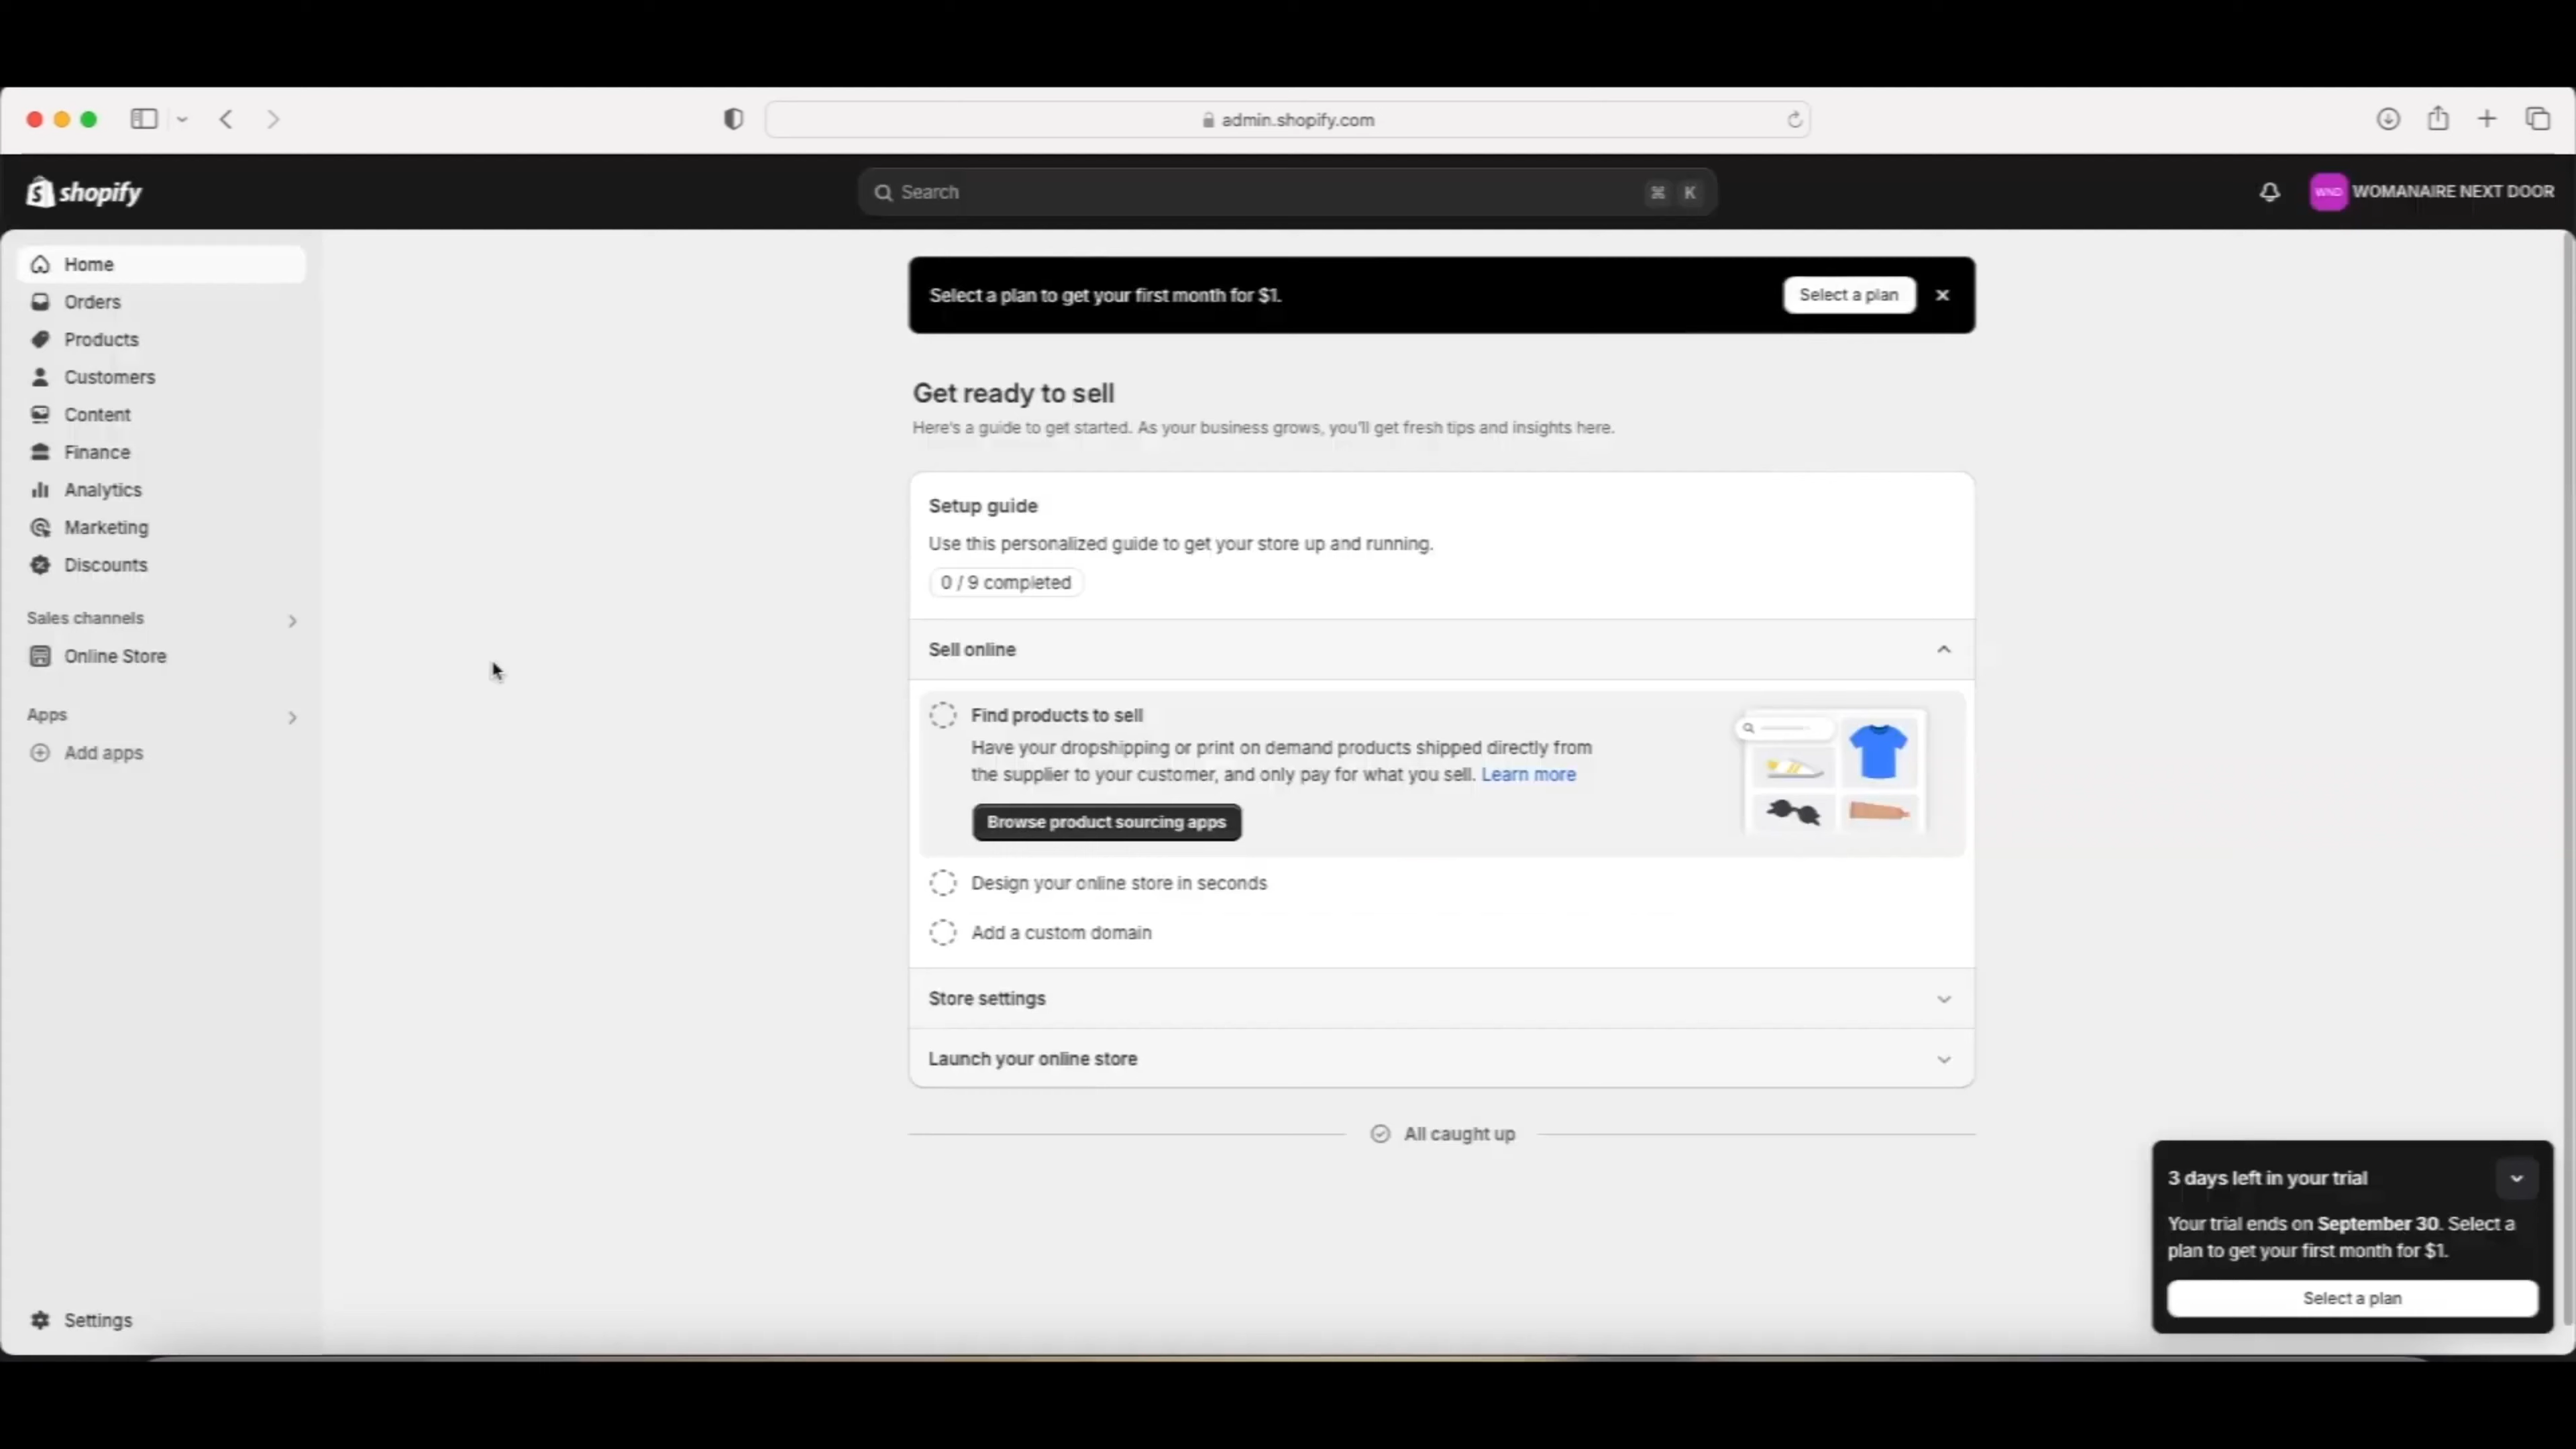 admin.shopify.com
shopify
Search
⌘ K
WND
WOMANAIRE NEXT DOOR
Home
Orders
Products
Customers
Content
Finance
Analytics
Marketing
Discounts
Sales channels
Online Store
Apps
Add apps
Settings
Select a plan to get your first month for $1.
Select a plan
Get ready to sell
Here's a guide to get started. As your business grows, you'll get fresh tips and insights here.
Setup guide
Use this personalized guide to get your store up and running.
0 / 9 completed
Sell online
Find products to sell
Have your dropshipping or print on demand products shipped directly from
the supplier to your customer, and only pay for what you sell. Learn more
Browse product sourcing apps
Design your online store in seconds
Add a custom domain
Store settings
Launch your online store
All caught up
3 days left in your trial
Your trial ends on September 30. Select a
plan to get your first month for $1.
Select a plan